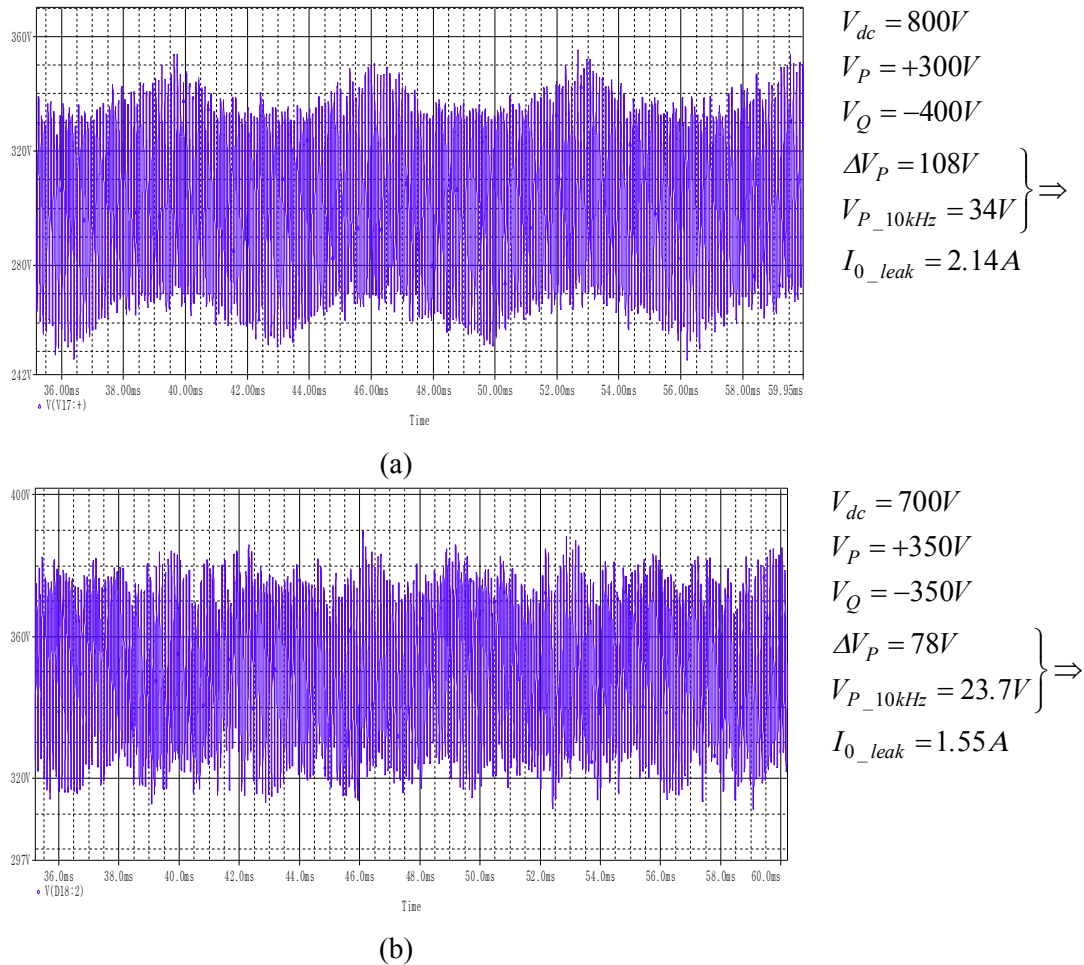 360V
320V
280V
242V
36.00ms 38.00ms 40.00ms 42.00ms 44.00ms 46.00ms 48.00ms 50.00ms 52.00ms 54.00ms 56.00ms 58.00ms 59.95ms
V(V17:+)
Time
V_dc = 800V
V_P = +300V
V_Q = −400V
ΔV_P = 108V
V_P_10kHz = 34V } ⇒
I_0_leak = 2.14A
(a)
400V
360V
320V
297V
36.0ms 38.0ms 40.0ms 42.0ms 44.0ms 46.0ms 48.0ms 50.0ms 52.0ms 54.0ms 56.0ms 58.0ms 60.0ms
V(D18:2)
Time
V_dc = 700V
V_P = +350V
V_Q = −350V
ΔV_P = 78V
V_P_10kHz = 23.7V } ⇒
I_0_leak = 1.55A
(b)